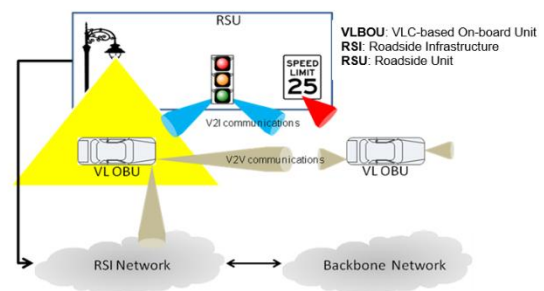 RSU
VLBOU: VLC-based On-board Unit
RSI: Roadside Infrastructure
RSU: Roadside Unit
SPEED
LIMIT
25
V2I communications
V2V communications
VL OBU
VL OBU
RSI Network
Backbone Network